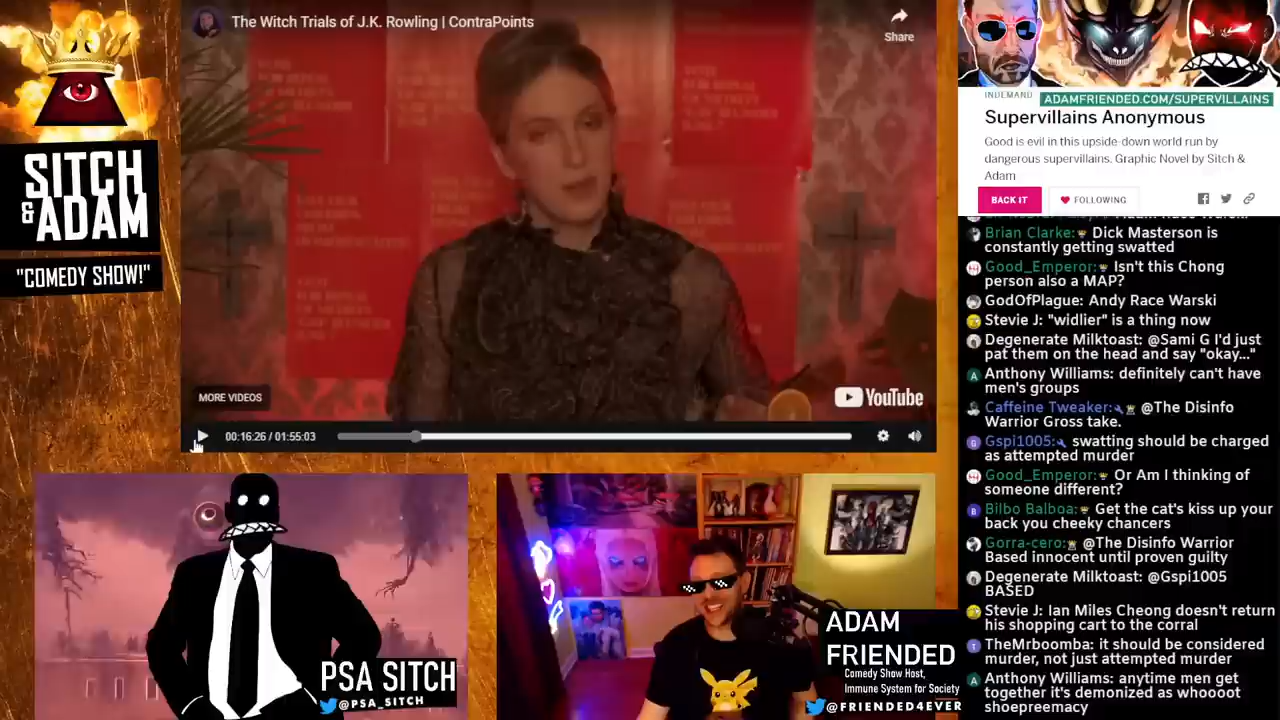 The Witch Trials of J.K. Rowling | ContraPoints
Share
MORE VIDEOS
YouTube
00:16:26 / 01:55:03
SITCH
& ADAM
"COMEDY SHOW!"
PSA SITCH
@PSA_SITCH
ADAM
FRIENDED
Comedy Show Host,
Immune System for Society
@FRIENDED4EVER
INDEMAND
ADAMFRIENDED.COM/SUPERVILLAINS
Supervillains Anonymous
Good is evil in this upside-down world run by
dangerous supervillains. Graphic Novel by Sitch &
Adam
BACK IT
FOLLOWING
Brian Clarke: Dick Masterson is
constantly getting swatted
Good_Emperor: Isn't this Chong
person also a MAP?
GodOfPlague: Andy Race Warski
Stevie J: "widlier" is a thing now
Degenerate Milktoast: @Sami G I'd just
pat them on the head and say "okay..."
A
Anthony Williams: definitely can't have
men's groups
Caffeine Tweaker: @The Disinfo
Warrior Gross take.
G
Gspi1005: swatting should be charged
as attempted murder
Good_Emperor: Or Am I thinking of
someone different?
B
Bilbo Balboa: Get the cat's kiss up your
back you cheeky chancers
Gorra-cero: @The Disinfo Warrior
Based innocent until proven guilty
Degenerate Milktoast: @Gspi1005
BASED
Stevie J: Ian Miles Cheong doesn't return
his shopping cart to the corral
T
TheMrboomba: it should be considered
murder, not just attempted murder
A
Anthony Williams: anytime men get
together it's demonized as whoooot
shoepreemacy